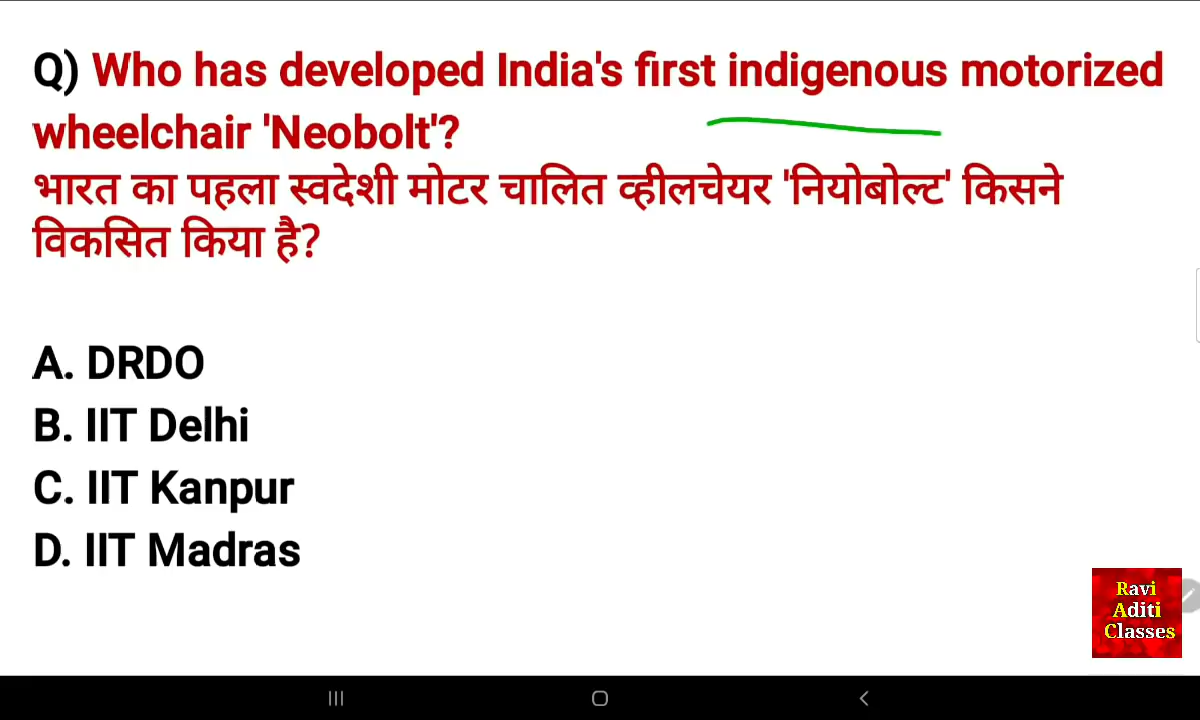 Q) Who has developed India's first indigenous motorized
wheelchair 'Neobolt'?
भारत का पहला स्वदेशी मोटर चालित व्हीलचेयर 'नियोबोल्ट' किसने
विकसित किया है?
A. DRDO
B. IIT Delhi
C. IIT Kanpur
D. IIT Madras
Ravi
Aditi
Classes